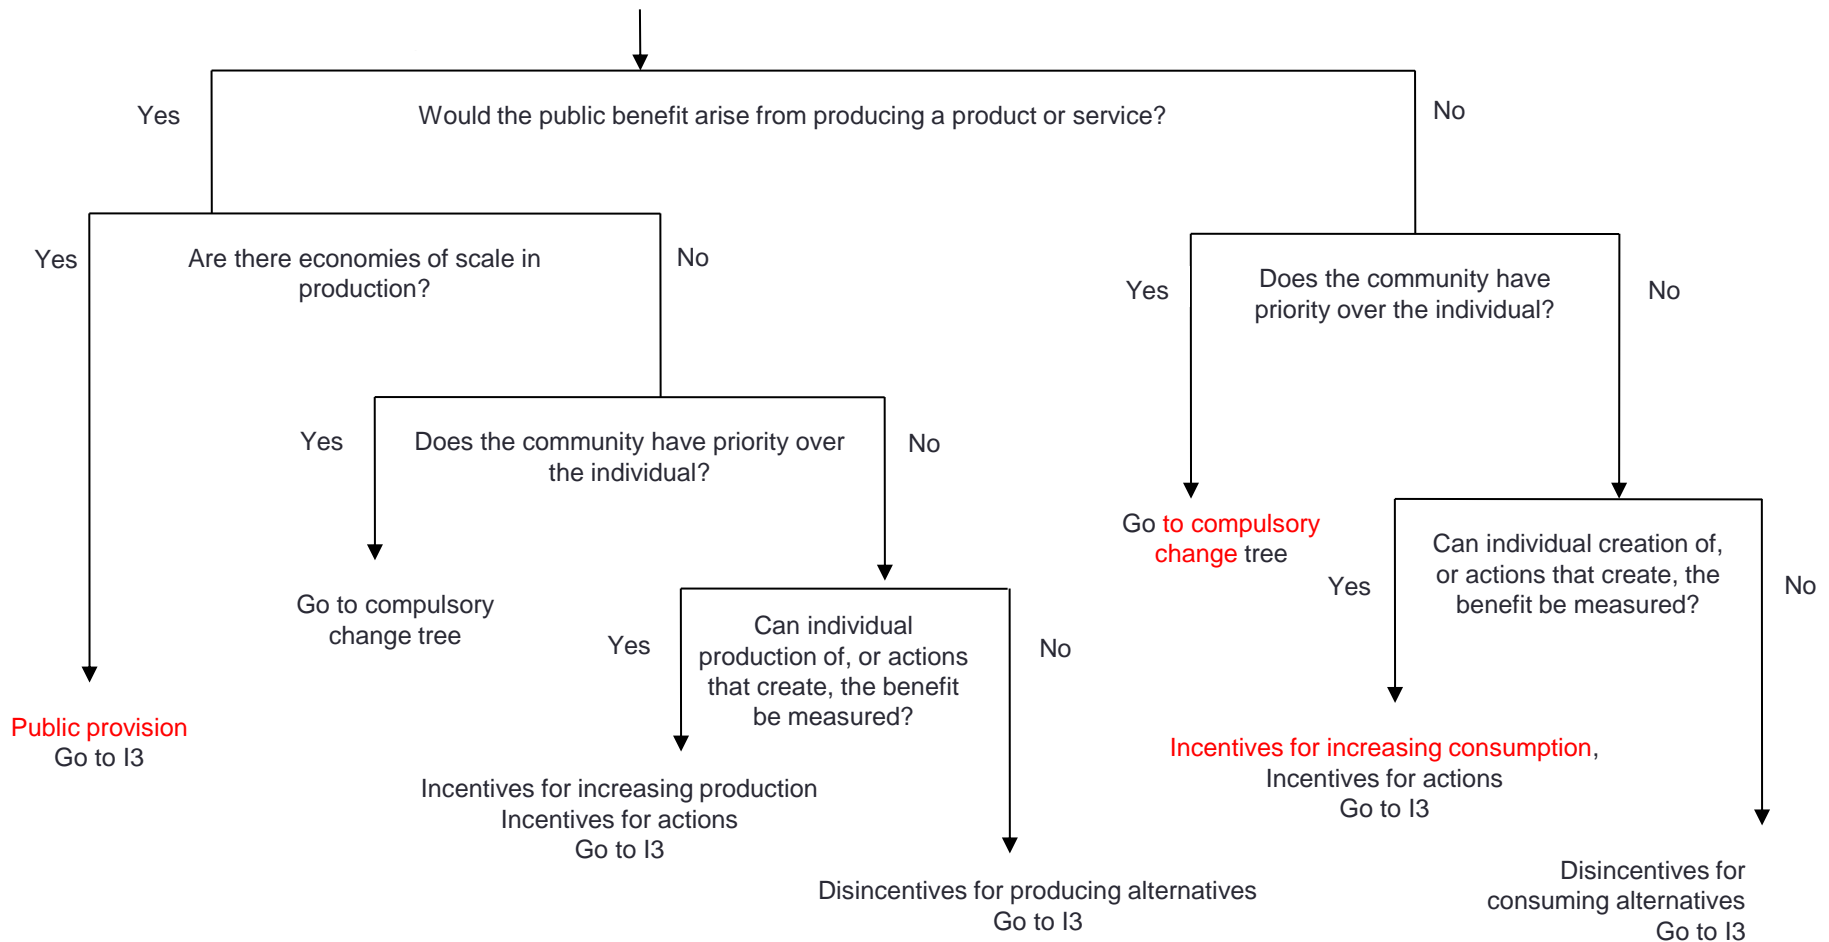 Yes
Would the public benefit arise from producing a product or service?
No
Yes
Are there economies of scale in
production?
No
Yes
Does the community have
priority over the individual?
No
Yes
Does the community have priority over
the individual?
No
Go to compulsory
change tree
Can individual creation of,
or actions that create, the
benefit be measured?
Yes
No
Go to compulsory
change tree
Yes
Can individual
production of, or actions
that create, the benefit
be measured?
No
Public provision
Go to I3
Incentives for increasing production
Incentives for actions
Go to I3
Incentives for increasing consumption,
Incentives for actions
Go to I3
Disincentives for producing alternatives
Go to I3
Disincentives for
consuming alternatives
Go to I3